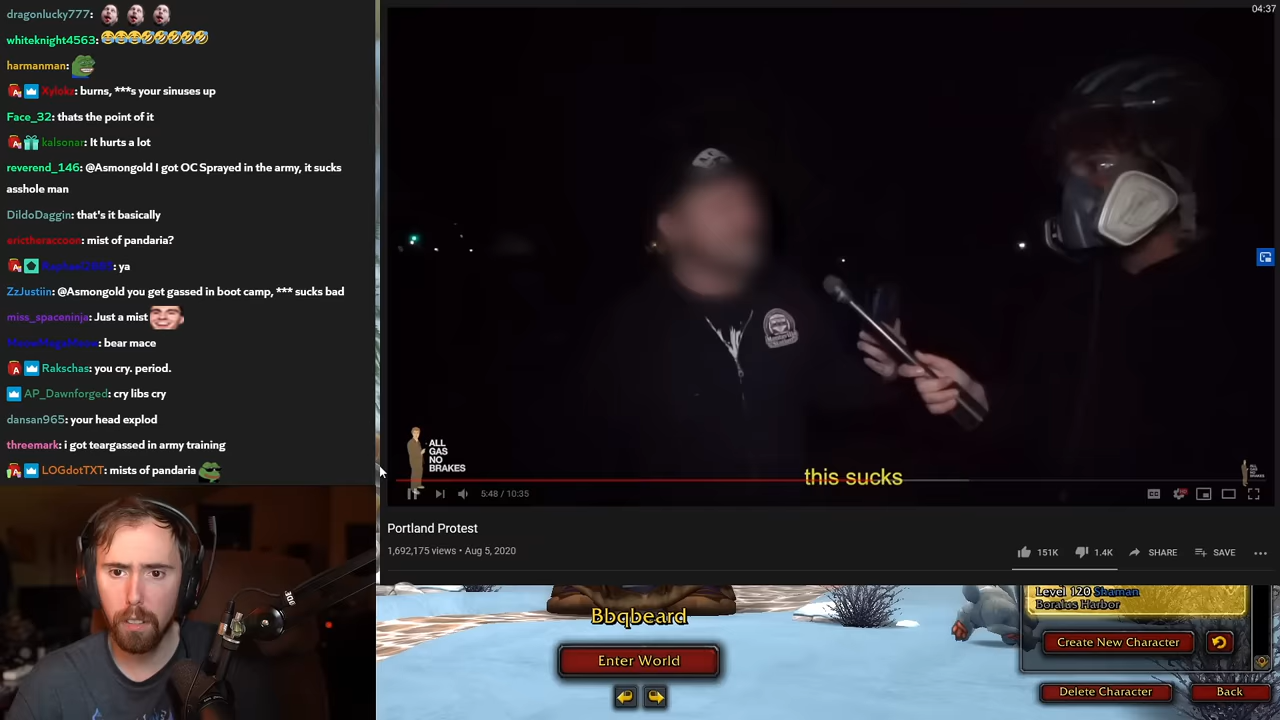 dragonlucky777:
whiteknight4563:
harmanman:
Xylokz: burns, ***s your sinuses up
Face_32: thats the point of it
kalsonar: It hurts a lot
reverend_146: @Asmongold I got OC Sprayed in the army, it sucks
asshole man
DildoDaggin: that's it basically
erictheraccoon: mist of pandaria?
: ya
ZzJustiin: @Asmongold you get gassed in boot camp, *** sucks bad
miss_spaceninja: Just a mist
: bear mace
Rakschas: you cry. period.
AP_Dawnforged: cry libs cry
dansan965: your head explod
threemark: i got teargassed in army training
LOGdotTXT: mists of pandaria
04:37
ALL
GAS
NO
BRAKES
this sucks
5:48 / 10:35
Portland Protest
1,692,175 views • Aug 5, 2020
151K
1.4K
SHARE
SAVE
Bbqbeard
Enter World
Level 120 Shaman
Boralus Harbor
Create New Character
Delete Character
Back